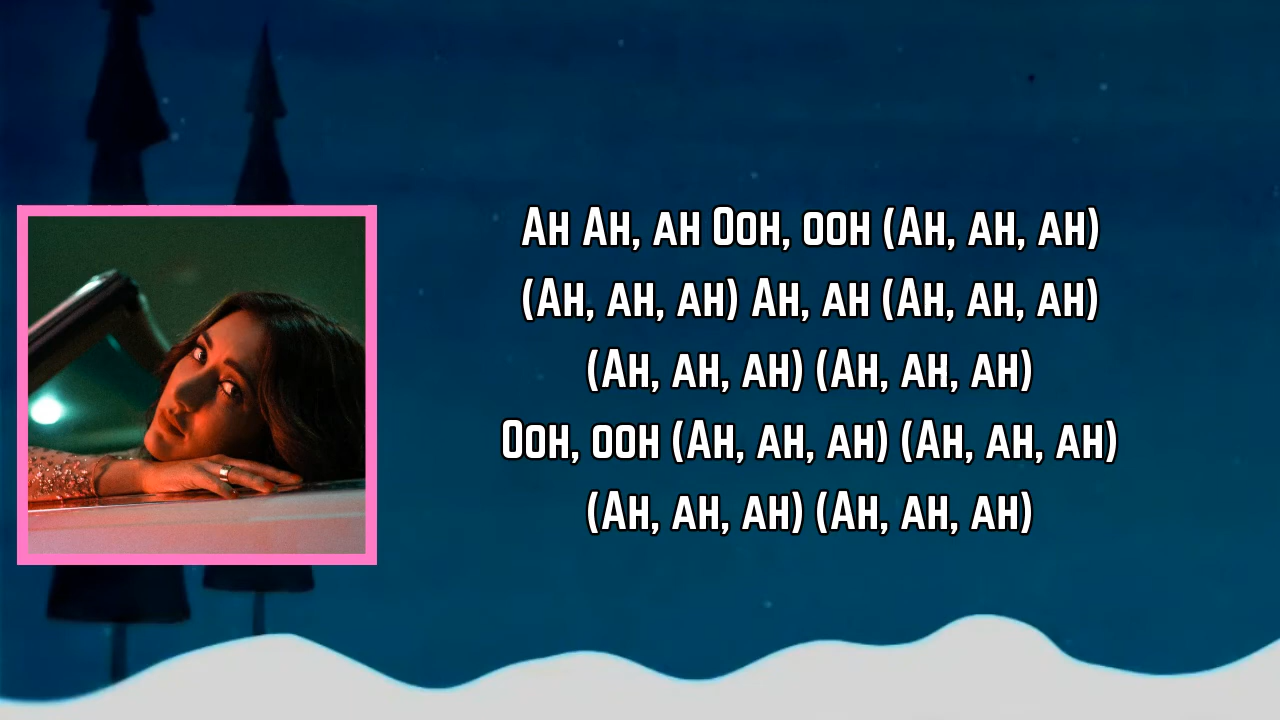 Ah Ah, ah Ooh, ooh (Ah, ah, ah)
(Ah, ah, ah) Ah, ah (Ah, ah, ah)
(Ah, ah, ah) (Ah, ah, ah)
Ooh, ooh (Ah, ah, ah) (Ah, ah, ah)
(Ah, ah, ah) (Ah, ah, ah)